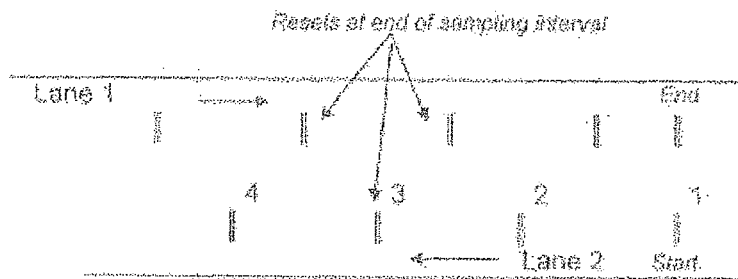 Resets at end of sampling interval
Lane 1
End
4 3 2 1
Lane 2
Start